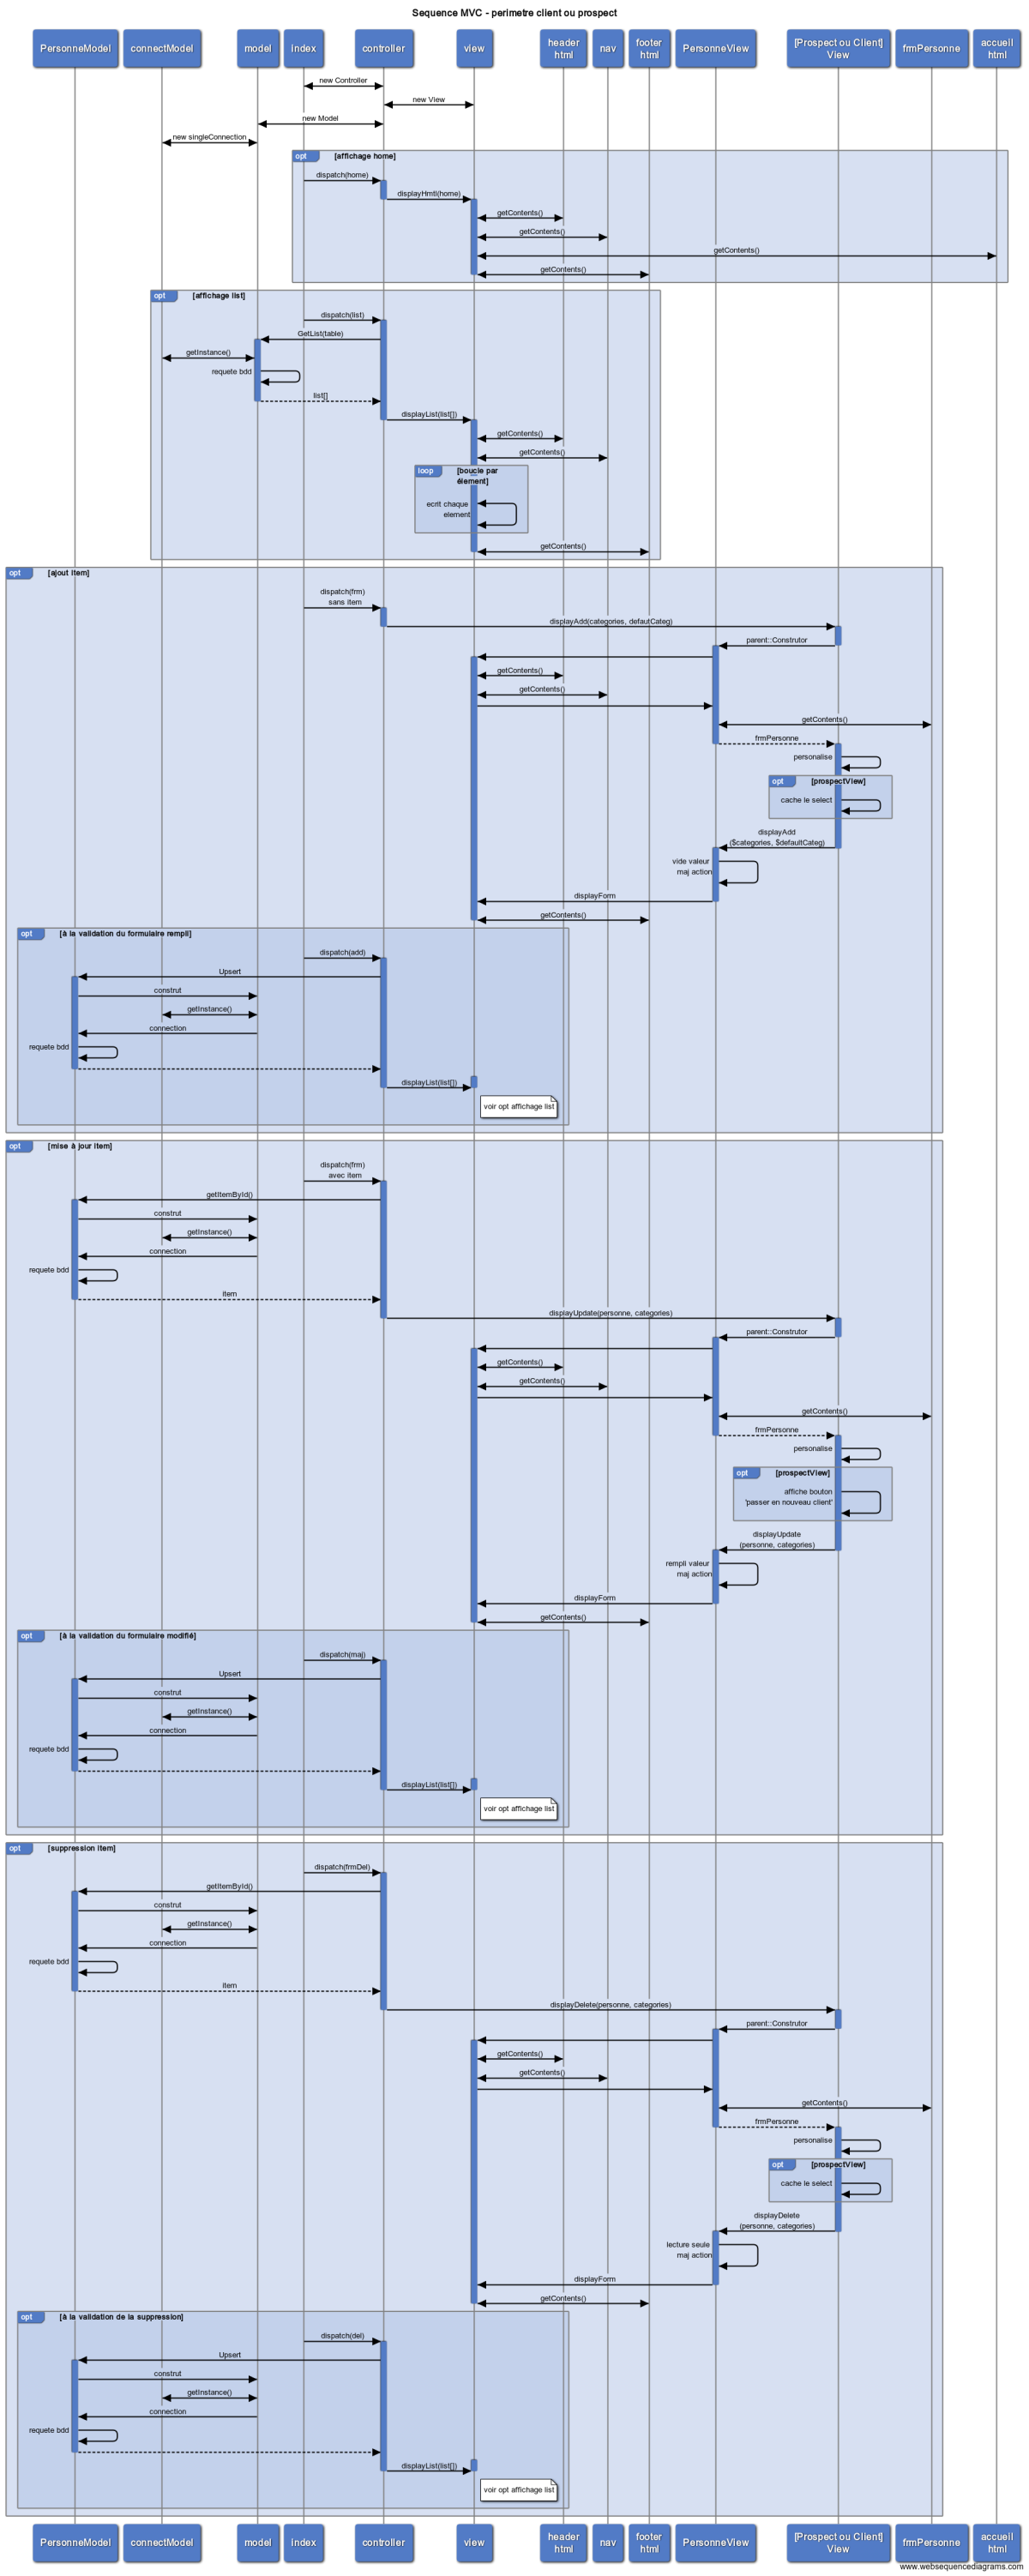 Sequence MVC - perimetre client ou prospect
PersonneModel
connectModel
model
index
controller
view
header
html
nav
footer
html
PersonneView
[Prospect ou Client]
View
frmPersonne
accueil
html
new Controller
new View
new Model
new singleConnection
opt
[affichage home]
dispatch(home)
displayHmtl(home)
getContents()
getContents()
getContents()
getContents()
opt
[affichage list]
dispatch(list)
GetList(table)
getInstance()
requete bdd
list[]
displayList(list[])
getContents()
getContents()
loop
[boucle par
élement]
ecrit chaque
element
getContents()
opt
[ajout item]
dispatch(frm)
sans item
displayAdd(categories, defautCateg)
parent::Construtor
getContents()
getContents()
getContents()
frmPersonne
personalise
opt
[prospectView]
cache le select
displayAdd
($categories, $defaultCateg)
vide valeur
maj action
displayForm
getContents()
opt
[à la validation du formulaire rempli]
dispatch(add)
Upsert
construt
getInstance()
connection
requete bdd
displayList(list[])
voir opt affichage list
opt
[mise à jour item]
dispatch(frm)
avec item
getItemById()
construt
getInstance()
connection
requete bdd
item
displayUpdate(personne, categories)
parent::Construtor
getContents()
getContents()
getContents()
frmPersonne
personalise
opt
[prospectView]
affiche bouton
'passer en nouveau client'
displayUpdate
(personne, categories)
rempli valeur
maj action
displayForm
getContents()
opt
[à la validation du formulaire modifié]
dispatch(maj)
Upsert
construt
getInstance()
connection
requete bdd
displayList(list[])
voir opt affichage list
opt
[suppression item]
dispatch(frmDel)
getItemById()
construt
getInstance()
connection
requete bdd
item
displayDelete(personne, categories)
parent::Construtor
getContents()
getContents()
getContents()
frmPersonne
personalise
opt
[prospectView]
cache le select
displayDelete
(personne, categories)
lecture seule
maj action
displayForm
getContents()
opt
[à la validation de la suppression]
dispatch(del)
Upsert
construt
getInstance()
connection
requete bdd
displayList(list[])
voir opt affichage list
PersonneModel
connectModel
model
index
controller
view
header
html
nav
footer
html
PersonneView
[Prospect ou Client]
View
frmPersonne
accueil
html
www.websequencediagrams.com